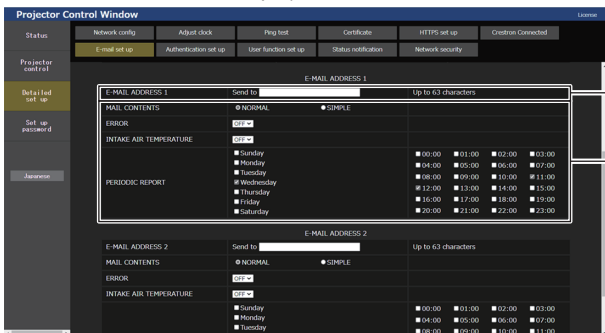 Projector Control Window
License
Status
Network config
Adjust clock
Ping test
Certificate
HTTPS set up
Crestron Connected
E-mail set up
Authentication set up
User function set up
Status notification
Network security
Projector control
Detailed set up
Set up password
Japanese
E-MAIL ADDRESS 1
E-MAIL ADDRESS 1 Send to Up to 63 characters
MAIL CONTENTS NORMAL SIMPLE
ERROR OFF
INTAKE AIR TEMPERATURE OFF
PERIODIC REPORT
Sunday 00:00 01:00 02:00 03:00
Monday 04:00 05:00 06:00 07:00
Tuesday 08:00 09:00 10:00 11:00
Wednesday 12:00 13:00 14:00 15:00
Thursday 16:00 17:00 18:00 19:00
Friday 20:00 21:00 22:00 23:00
Saturday
E-MAIL ADDRESS 2
E-MAIL ADDRESS 2 Send to Up to 63 characters
MAIL CONTENTS NORMAL SIMPLE
ERROR OFF
INTAKE AIR TEMPERATURE OFF
Sunday 00:00 01:00 02:00 03:00
Monday 04:00 05:00 06:00 07:00
Tuesday 08:00 09:00 10:00 11:00